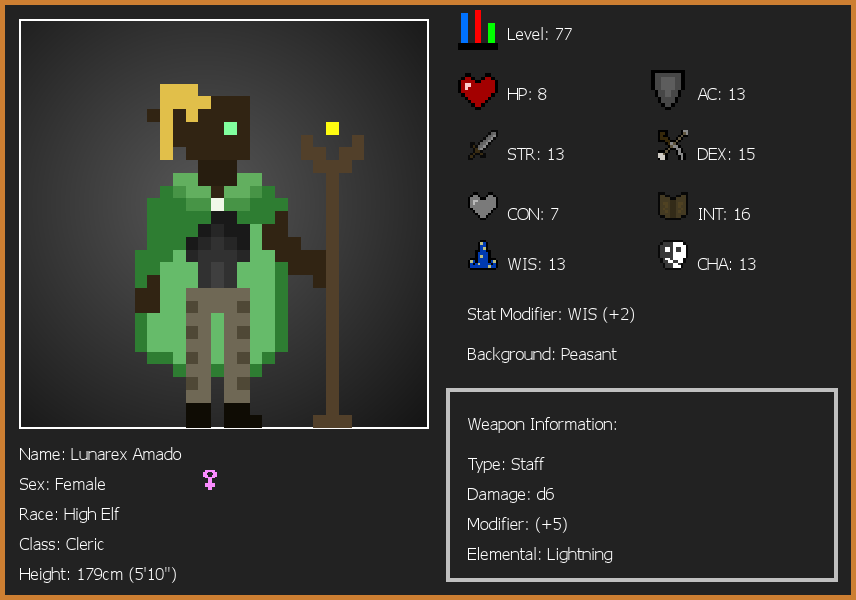 Level: 77
HP: 8
AC: 13
STR: 13
DEX: 15
CON: 7
INT: 16
WIS: 13
CHA: 13
Stat Modifier: WIS (+2)
Background: Peasant
Weapon Information:
Type: Staff
Damage: d6
Modifier: (+5)
Elemental: Lightning
Name: Lunarex Amado
Sex: Female
Race: High Elf
Class: Cleric
Height: 179cm (5'10")